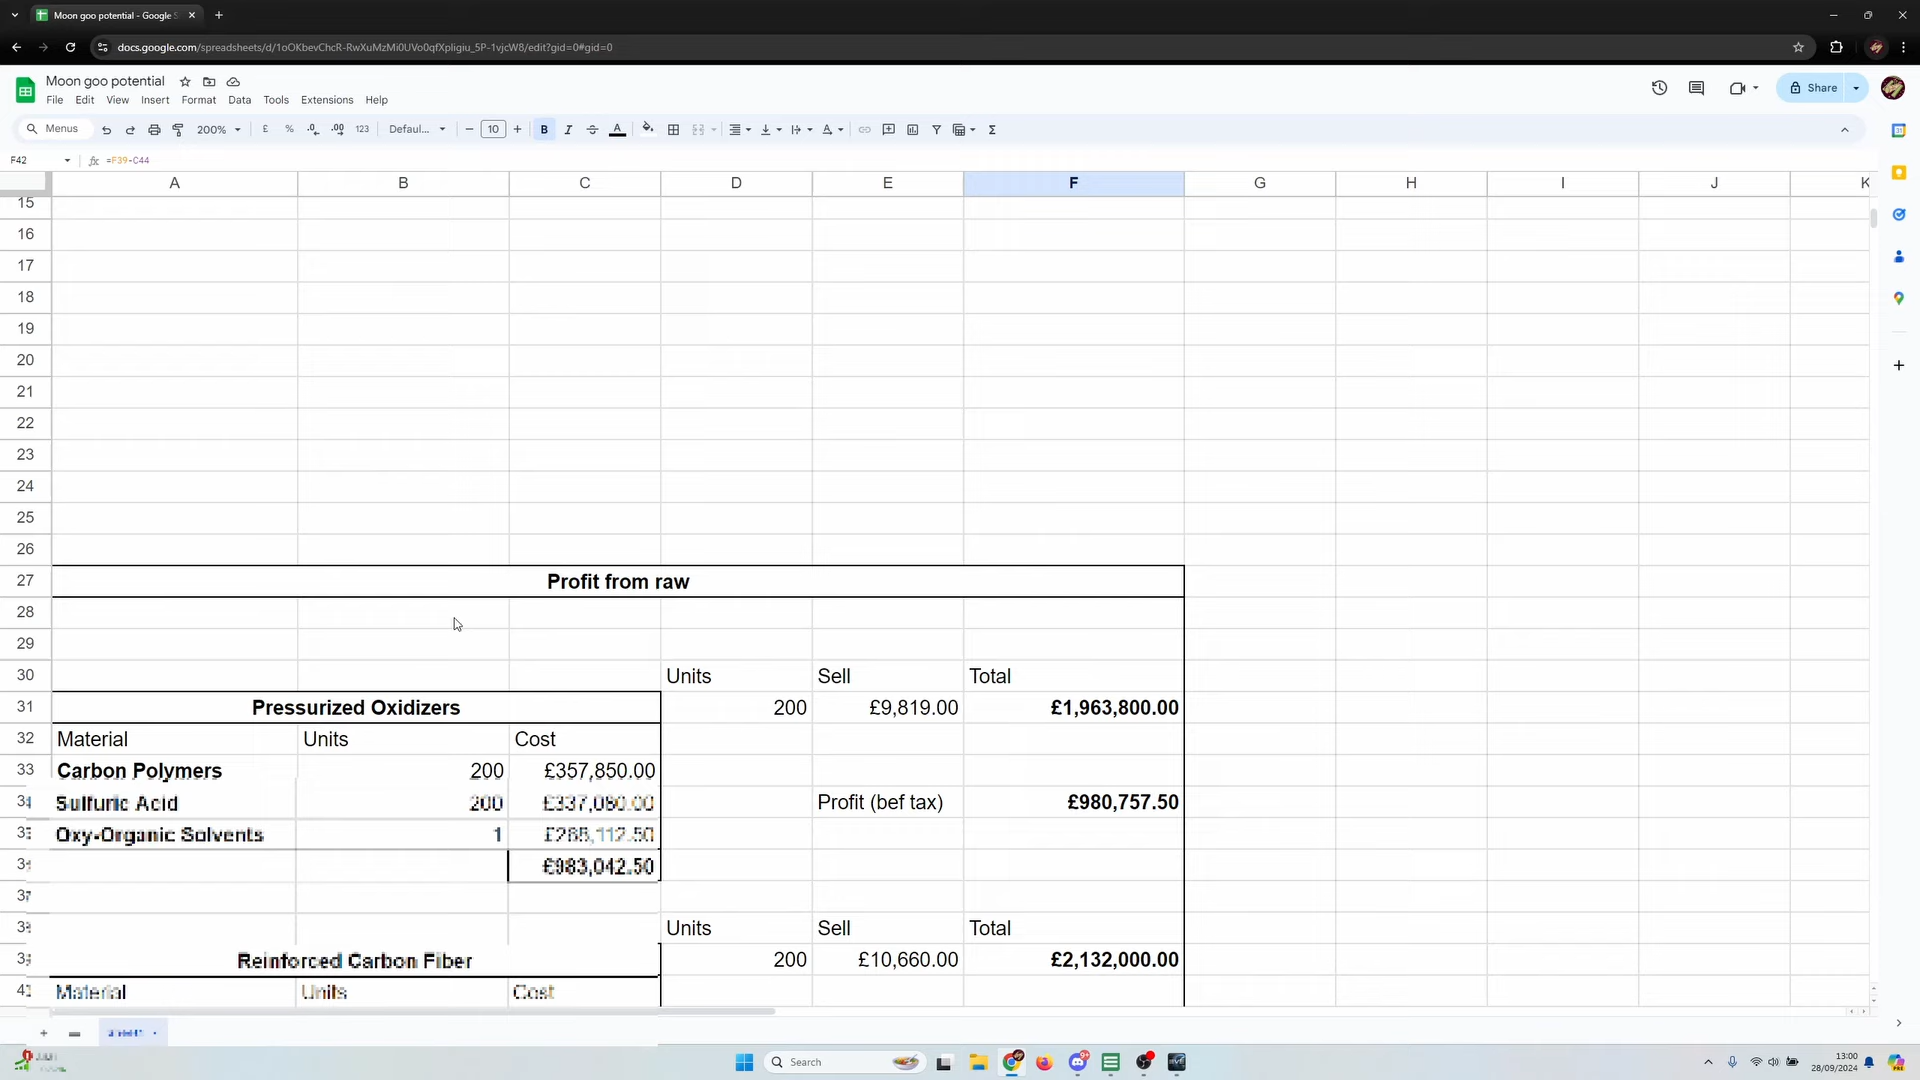 Moon goo potential - Google S
docs.google.com/spreadsheets/d/1oOKbevChcR-RwXuMzMi0UVo0qfXpligiu_5P-1vjcW8/edit?gid=0#gid=0
Moon goo potential
Share
File Edit View Insert Format Data Tools Extensions Help
Menus 200% £ % .0 .00 123 Defaul... 10 B I S A Σ
F42 fx =F39-C44
A B C D E F G H I J K
15
16
17
18
19
20
21
22
23
24
25
26
27 Profit from raw
28
29
30 Units Sell Total
31 Pressurized Oxidizers 200 £9,819.00 £1,963,800.00
32 Material Units Cost
33 Carbon Polymers 200 £357,850.00
Sulfuric Acid 200 £337,080.00 Profit (bef tax) £980,757.50
Oxy-Organic Solvents 1 £288,112.50
£983,042.50
37
Units Sell Total
Reinforced Carbon Fiber 200 £10,660.00 £2,132,000.00
Material Units Cost
Search 9+
13:00
28/09/2024
PRE